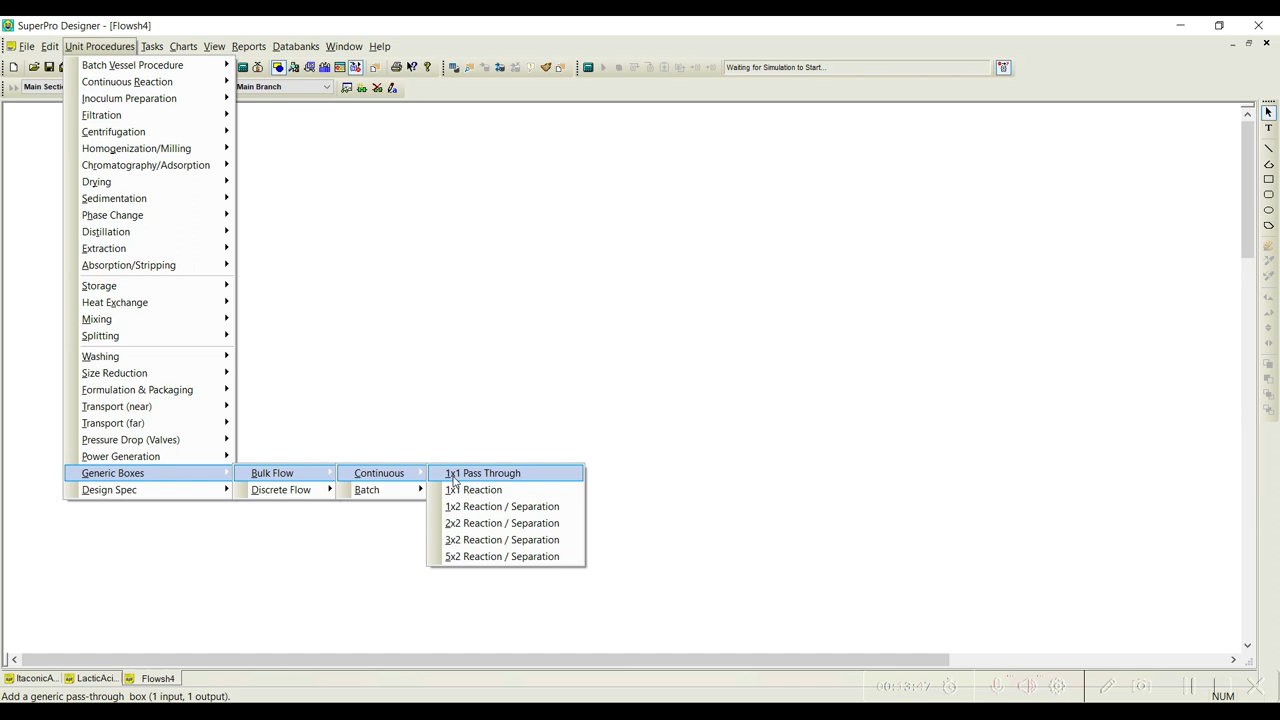 SuperPro Designer - [Flowsh4]
File Edit Unit Procedures Tasks Charts View Reports Databanks Window Help
Waiting for Simulation to Start...
Main Secti
Main Branch
Batch Vessel Procedure
Continuous Reaction
Inoculum Preparation
Filtration
Centrifugation
Homogenization/Milling
Chromatography/Adsorption
Drying
Sedimentation
Phase Change
Distillation
Extraction
Absorption/Stripping
Storage
Heat Exchange
Mixing
Splitting
Washing
Size Reduction
Formulation & Packaging
Transport (near)
Transport (far)
Pressure Drop (Valves)
Power Generation
Generic Boxes
Design Spec
Bulk Flow
Discrete Flow
Continuous
Batch
1x1 Pass Through
1x1 Reaction
1x2 Reaction / Separation
2x2 Reaction / Separation
3x2 Reaction / Separation
5x2 Reaction / Separation
ItaconicA... LacticAci... Flowsh4
Add a generic pass-through box (1 input, 1 output).
00:13:47
NUM